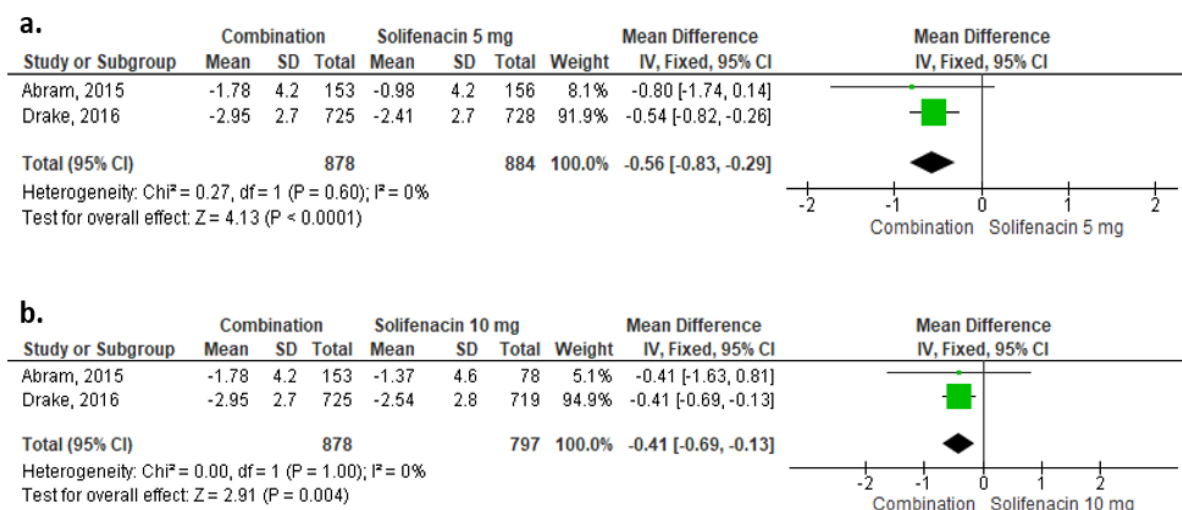 a.
Combination Solifenacin 5 mg Mean Difference Mean Difference
Study or Subgroup Mean SD Total Mean SD Total Weight IV, Fixed, 95% CI IV, Fixed, 95% CI
Abram, 2015 -1.78 4.2 153 -0.98 4.2 156 8.1% -0.80 [-1.74, 0.14]
Drake, 2016 -2.95 2.7 725 -2.41 2.7 728 91.9% -0.54 [-0.82, -0.26]
Total (95% CI) 878 884 100.0% -0.56 [-0.83, -0.29]
Heterogeneity: Chi² = 0.27, df = 1 (P = 0.60); I² = 0%
Test for overall effect: Z = 4.13 (P < 0.0001)
-2 -1 0 1 2
Combination Solifenacin 5 mg
b.
Combination Solifenacin 10 mg Mean Difference Mean Difference
Study or Subgroup Mean SD Total Mean SD Total Weight IV, Fixed, 95% CI IV, Fixed, 95% CI
Abram, 2015 -1.78 4.2 153 -1.37 4.6 78 5.1% -0.41 [-1.63, 0.81]
Drake, 2016 -2.95 2.7 725 -2.54 2.8 719 94.9% -0.41 [-0.69, -0.13]
Total (95% CI) 878 797 100.0% -0.41 [-0.69, -0.13]
Heterogeneity: Chi² = 0.00, df = 1 (P = 1.00); I² = 0%
Test for overall effect: Z = 2.91 (P = 0.004)
-2 -1 0 1 2
Combination Solifenacin 10 mg